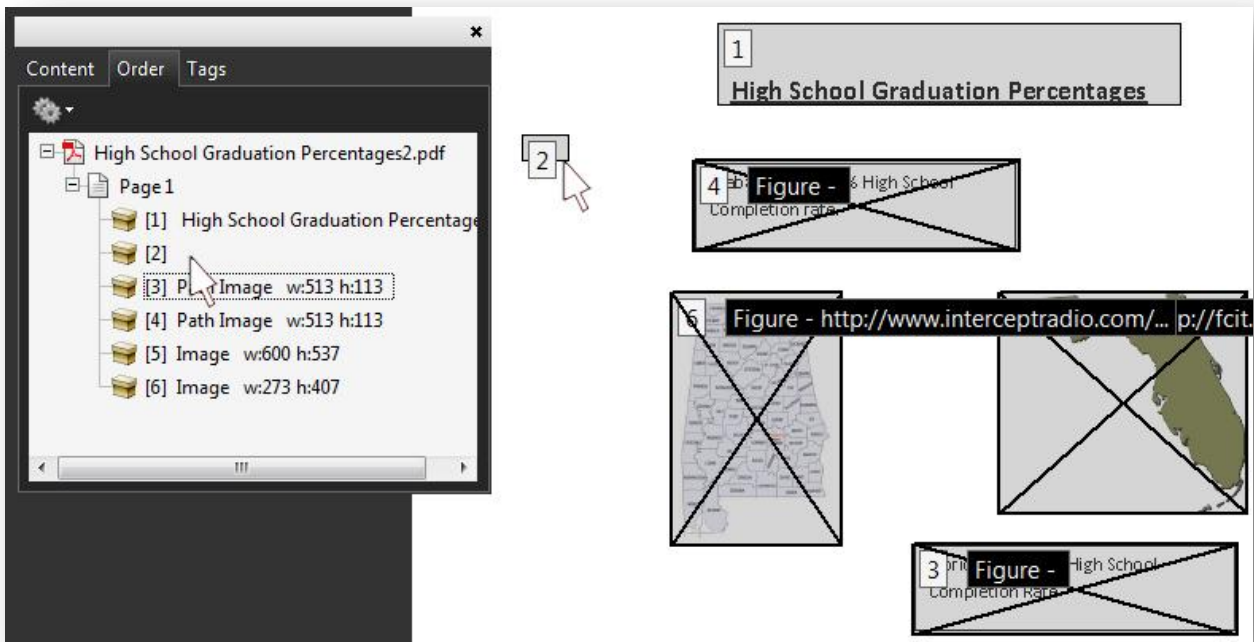 Content Order Tags
High School Graduation Percentages2.pdf
Page 1
[1] High School Graduation Percentage
[2]
[3] Image w:513 h:113
[4] Path Image w:513 h:113
[5] Image w:600 h:537
[6] Image w:273 h:407
1
High School Graduation Percentages
2
4 Figure - % High School
Completion rate
6 Figure - http://www.interceptradio.com/... p://fcit.
3 Figure - High School
Completion Rate